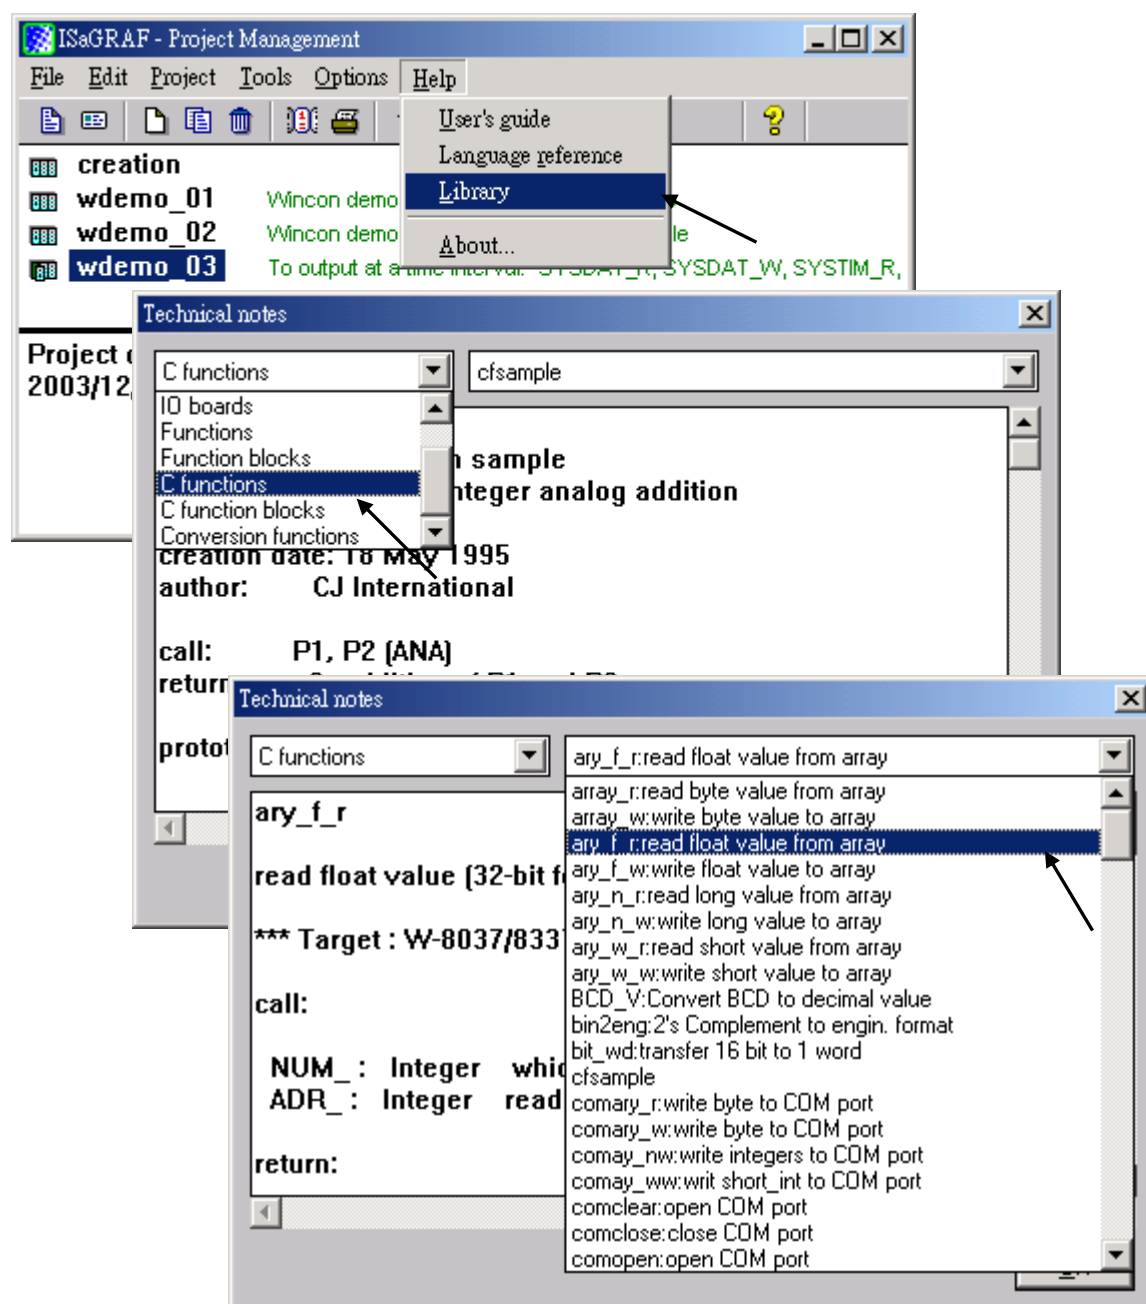 ISaGRAF - Project Management
File Edit Project Tools Options Help
User's guide
Language reference
Library
About...
creation
wdemo_01 Wincon demo
wdemo_02 Wincon demo le
wdemo_03 To output at a time interval. SYSDAT_R, SYSDAT_W, SYSTIM_R,
Project
2003/12
Technical notes
C functions cfsample
IO boards
Functions
Function blocks
C functions
C function blocks
Conversion functions
sample
nteger analog addition
creation date: 18 May 1995
author: CJ International
call: P1, P2 (ANA)
return
protot
Technical notes
C functions ary_f_r:read float value from array
ary_f_r
read float value (32-bit f
*** Target : W-8037/833
call:
NUM_ : Integer whic
ADR_ : Integer read
return:
array_r:read byte value from array
array_w:write byte value to array
ary_f_r:read float value from array
ary_f_w:write float value to array
ary_n_r:read long value from array
ary_n_w:write long value to array
ary_w_r:read short value from array
ary_w_w:write short value to array
BCD_V:Convert BCD to decimal value
bin2eng:2's Complement to engin. format
bit_wd:transfer 16 bit to 1 word
cfsample
comary_r:write byte to COM port
comary_w:write byte to COM port
comay_nw:write integers to COM port
comay_ww:writ short_int to COM port
comclear:open COM port
comclose:close COM port
comopen:open COM port